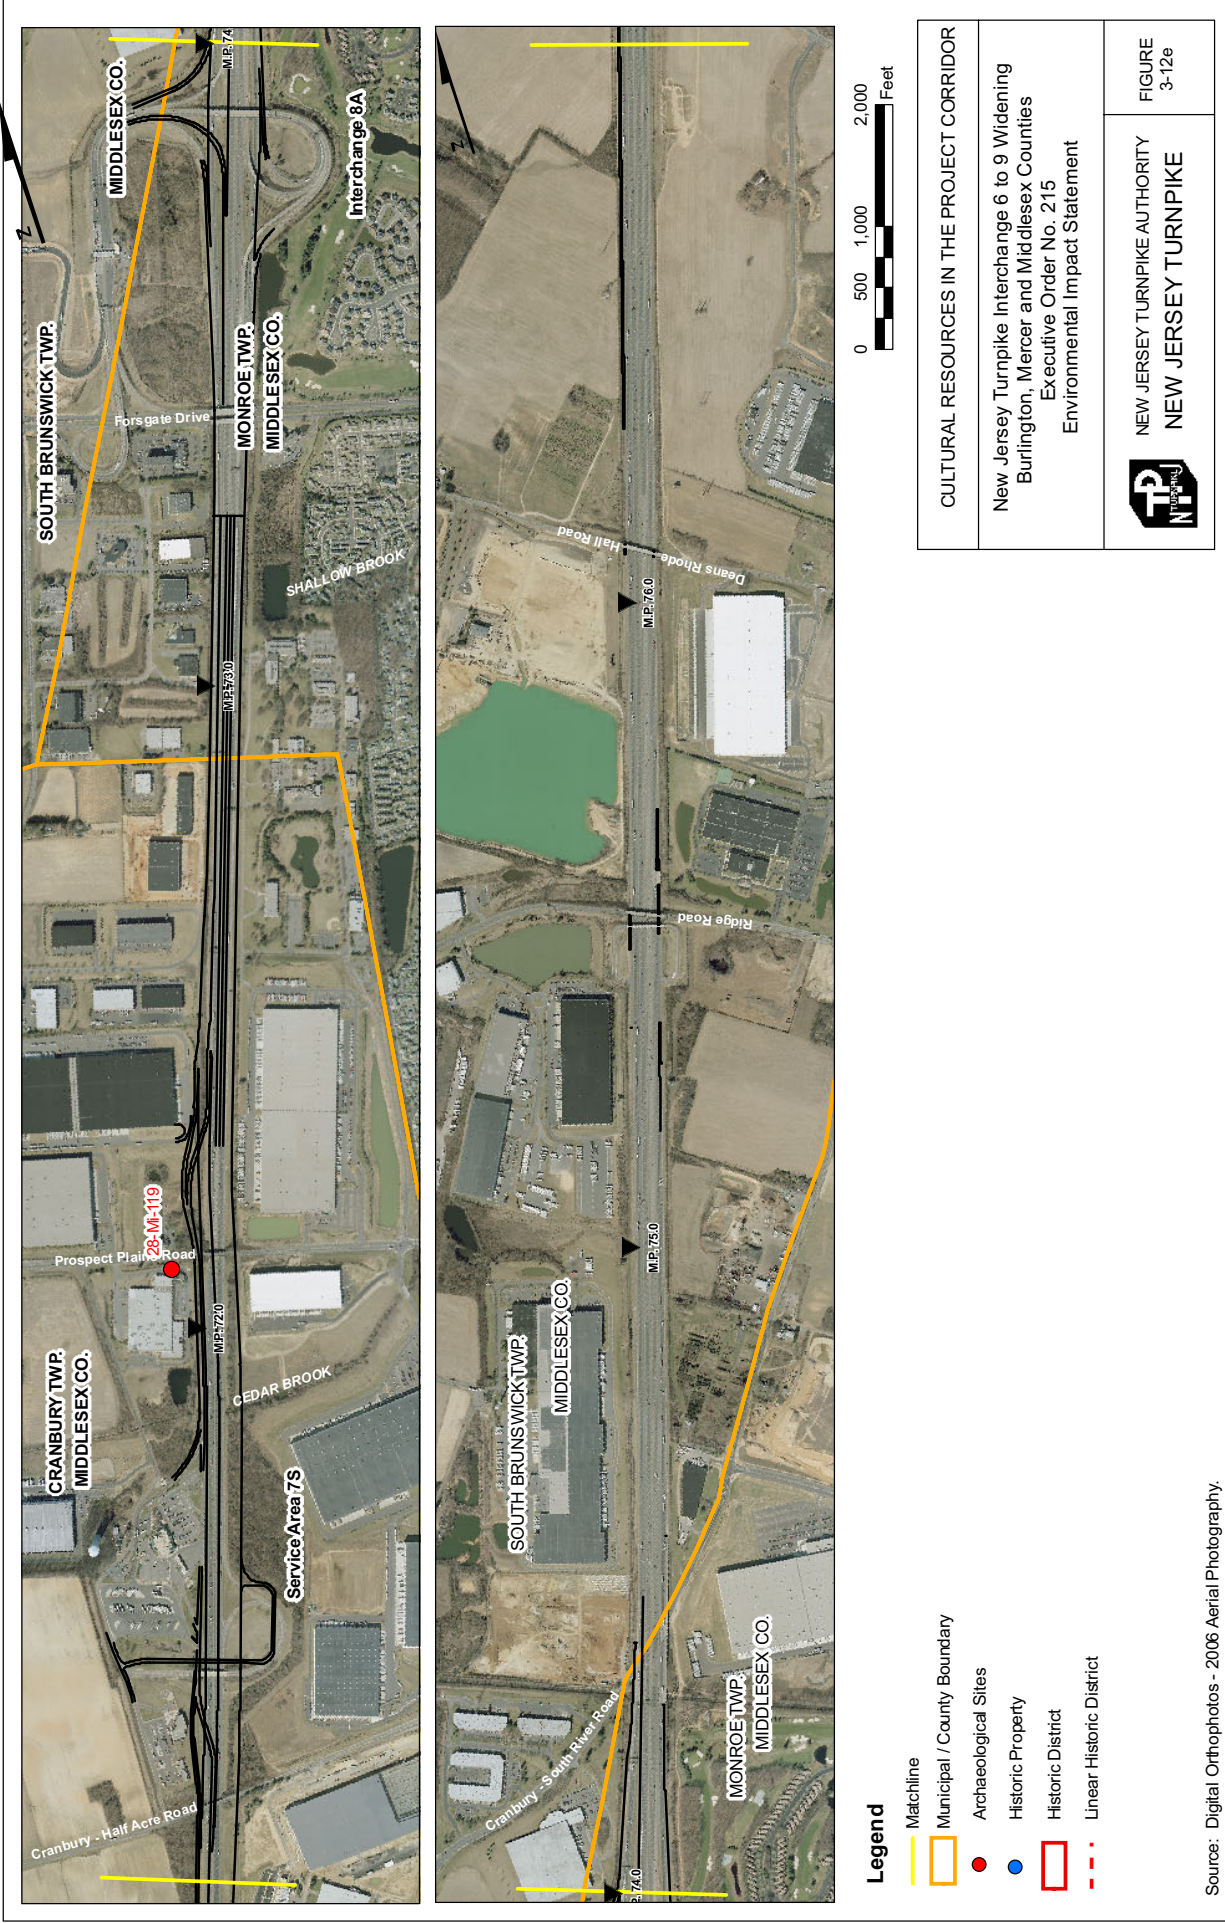 CRANBURY TWP.
MIDDLESEX CO.
Cranbury - Half Acre Road
Service Area 7S
CEDAR BROOK
M.P. 72.0
Prospect Plains Road
28-Mi-119
M.P. 73.0
SHALLOW BROOK
SOUTH BRUNSWICK TWP.
MIDDLESEX CO.
Forsgate Drive
MONROE TWP.
MIDDLESEX CO.
Interchange 8A
M.P. 74
N
Cranbury - South River Road
P. 74.0
MONROE TWP.
MIDDLESEX CO.
SOUTH BRUNSWICK TWP.
MIDDLESEX CO.
M.P. 75.0
Ridge Road
M.P. 76.0
Deans Rhode Hall Road
N
Legend
Matchline
Municipal / County Boundary
Archaeological Sites
Historic Property
Historic District
Linear Historic District
Source: Digital Orthophotos - 2006 Aerial Photography.
0 500 1,000 2,000
Feet
CULTURAL RESOURCES IN THE PROJECT CORRIDOR
New Jersey Turnpike Interchange 6 to 9 Widening
Burlington, Mercer and Middlesex Counties
Executive Order No. 215
Environmental Impact Statement
NEW JERSEY TURNPIKE AUTHORITY
NEW JERSEY TURNPIKE
FIGURE
3-12e